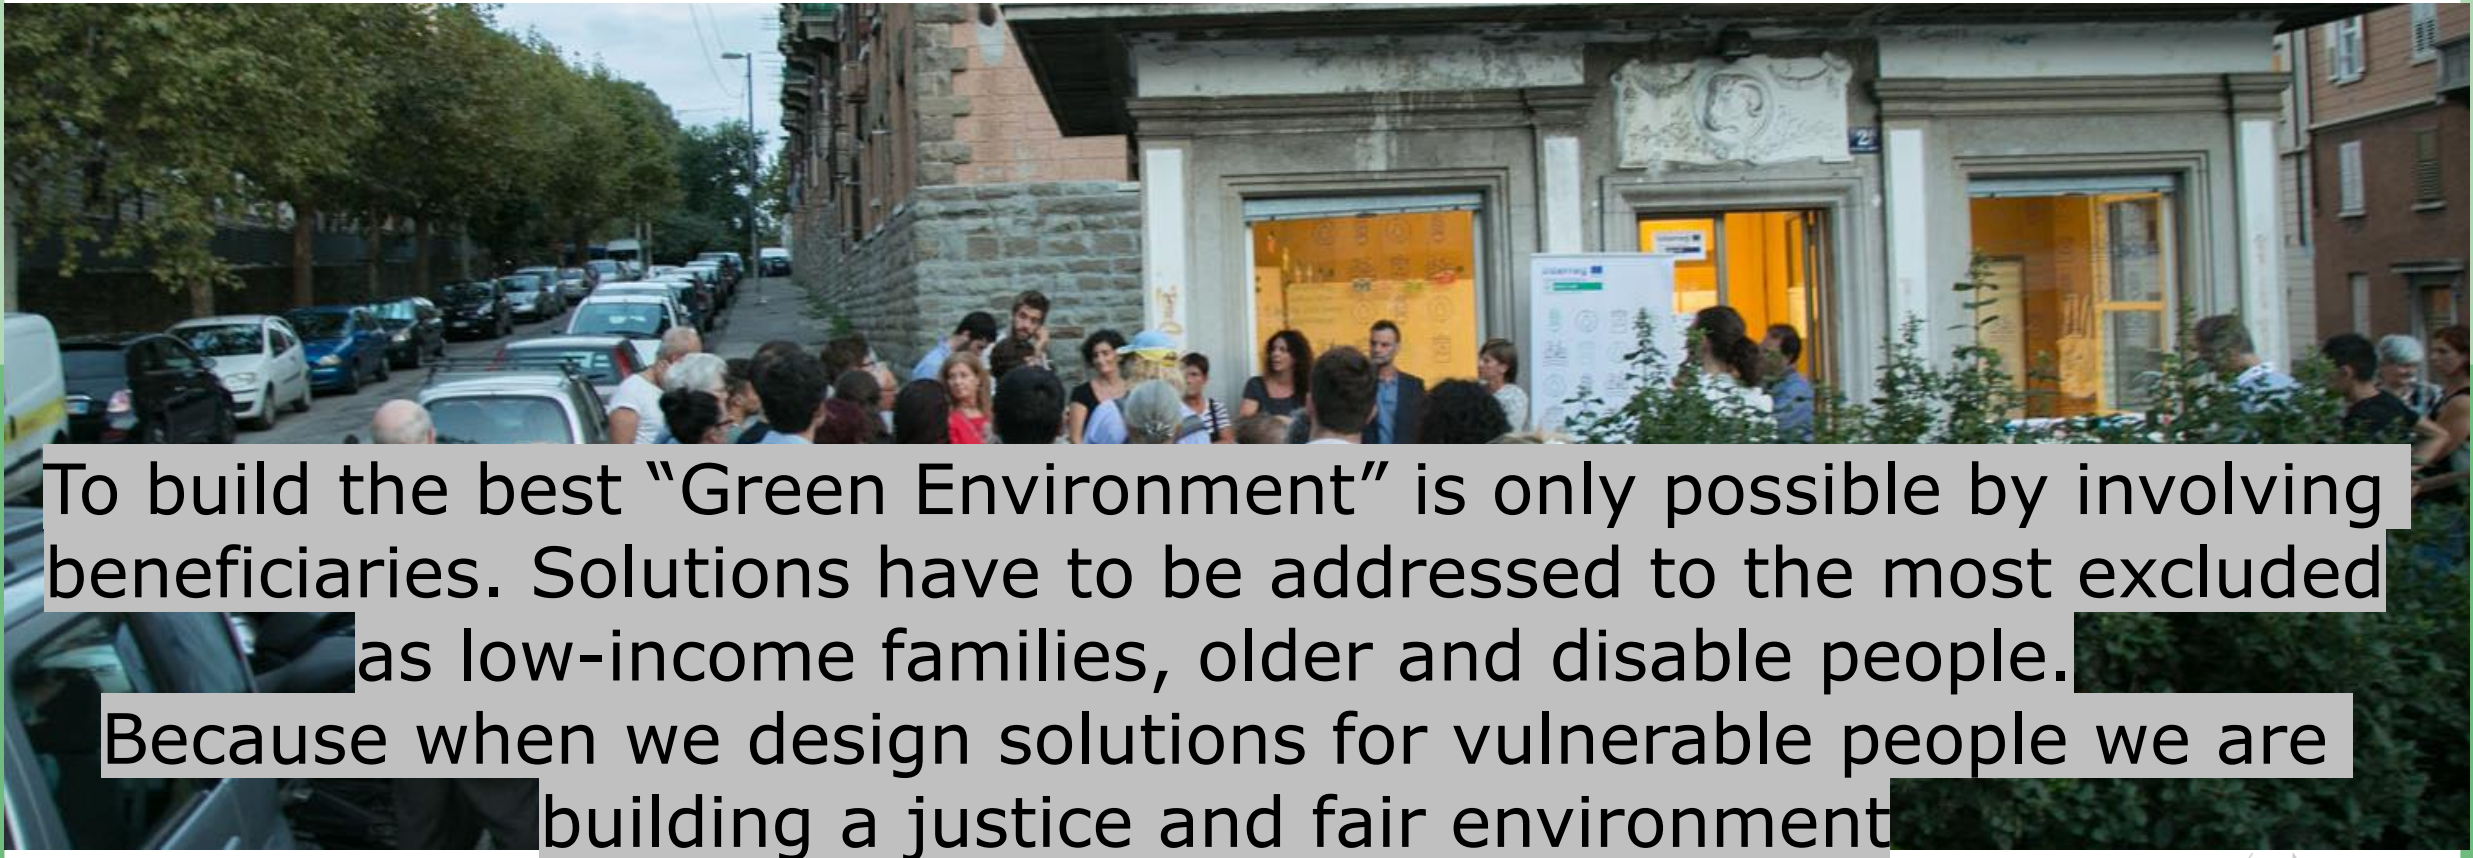 2
Interreg
To build the best “Green Environment” is only possible by involving
beneficiaries. Solutions have to be addressed to the most excluded
as low-income families, older and disable people.
Because when we design solutions for vulnerable people we are
building a justice and fair environment